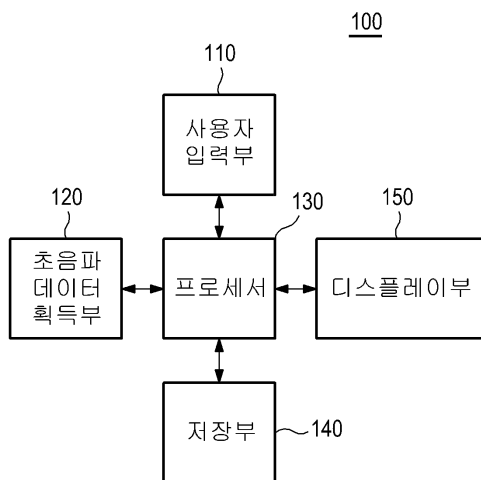 100
110
사용자
입력부
120
초음파
데이터
획득부
130
프로세서
150
디스플레이부
저장부
140